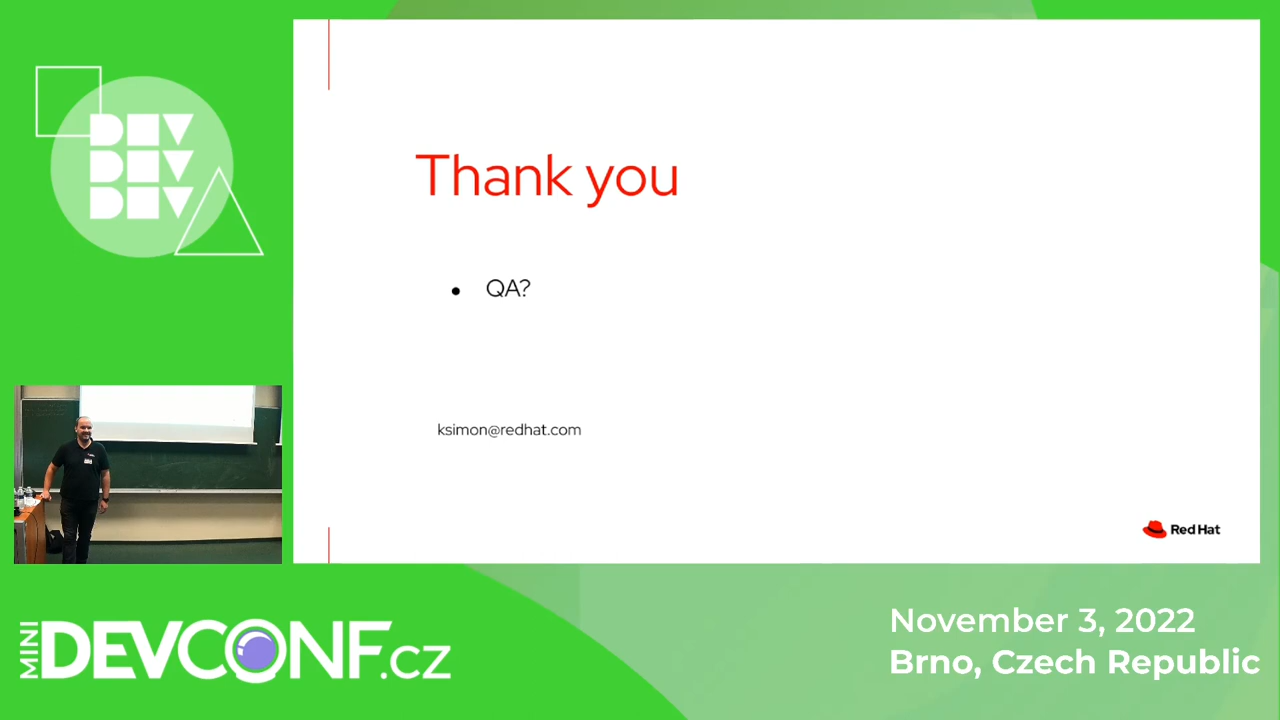 DEV
DEV
DEV
Thank you
● QA?
ksimon@redhat.com
Red Hat
MINI DEVCONF.CZ
November 3, 2022
Brno, Czech Republic